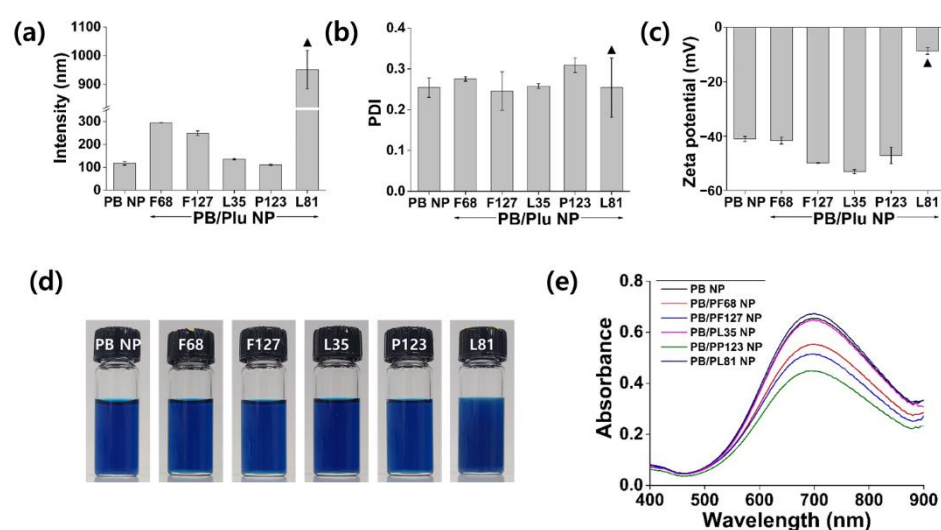 (a)
Intensity (nm)
1100
1000
900
300
200
100
0
PB NP F68 F127 L35 P123 L81
PB/Plu NP
(b)
PDI
0.4
0.3
0.2
0.1
0.0
PB NP F68 F127 L35 P123 L81
PB/Plu NP
(c)
Zeta potential (mV)
0
−20
−40
−60
PB NP F68 F127 L35 P123 L81
PB/Plu NP
(d)
PB NP F68 F127 L35 P123 L81
(e)
Absorbance
0.8
0.6
0.4
0.2
0.0
PB NP
PB/PF68 NP
PB/PF127 NP
PB/PL35 NP
PB/PP123 NP
PB/PL81 NP
400 500 600 700 800 900
Wavelength (nm)